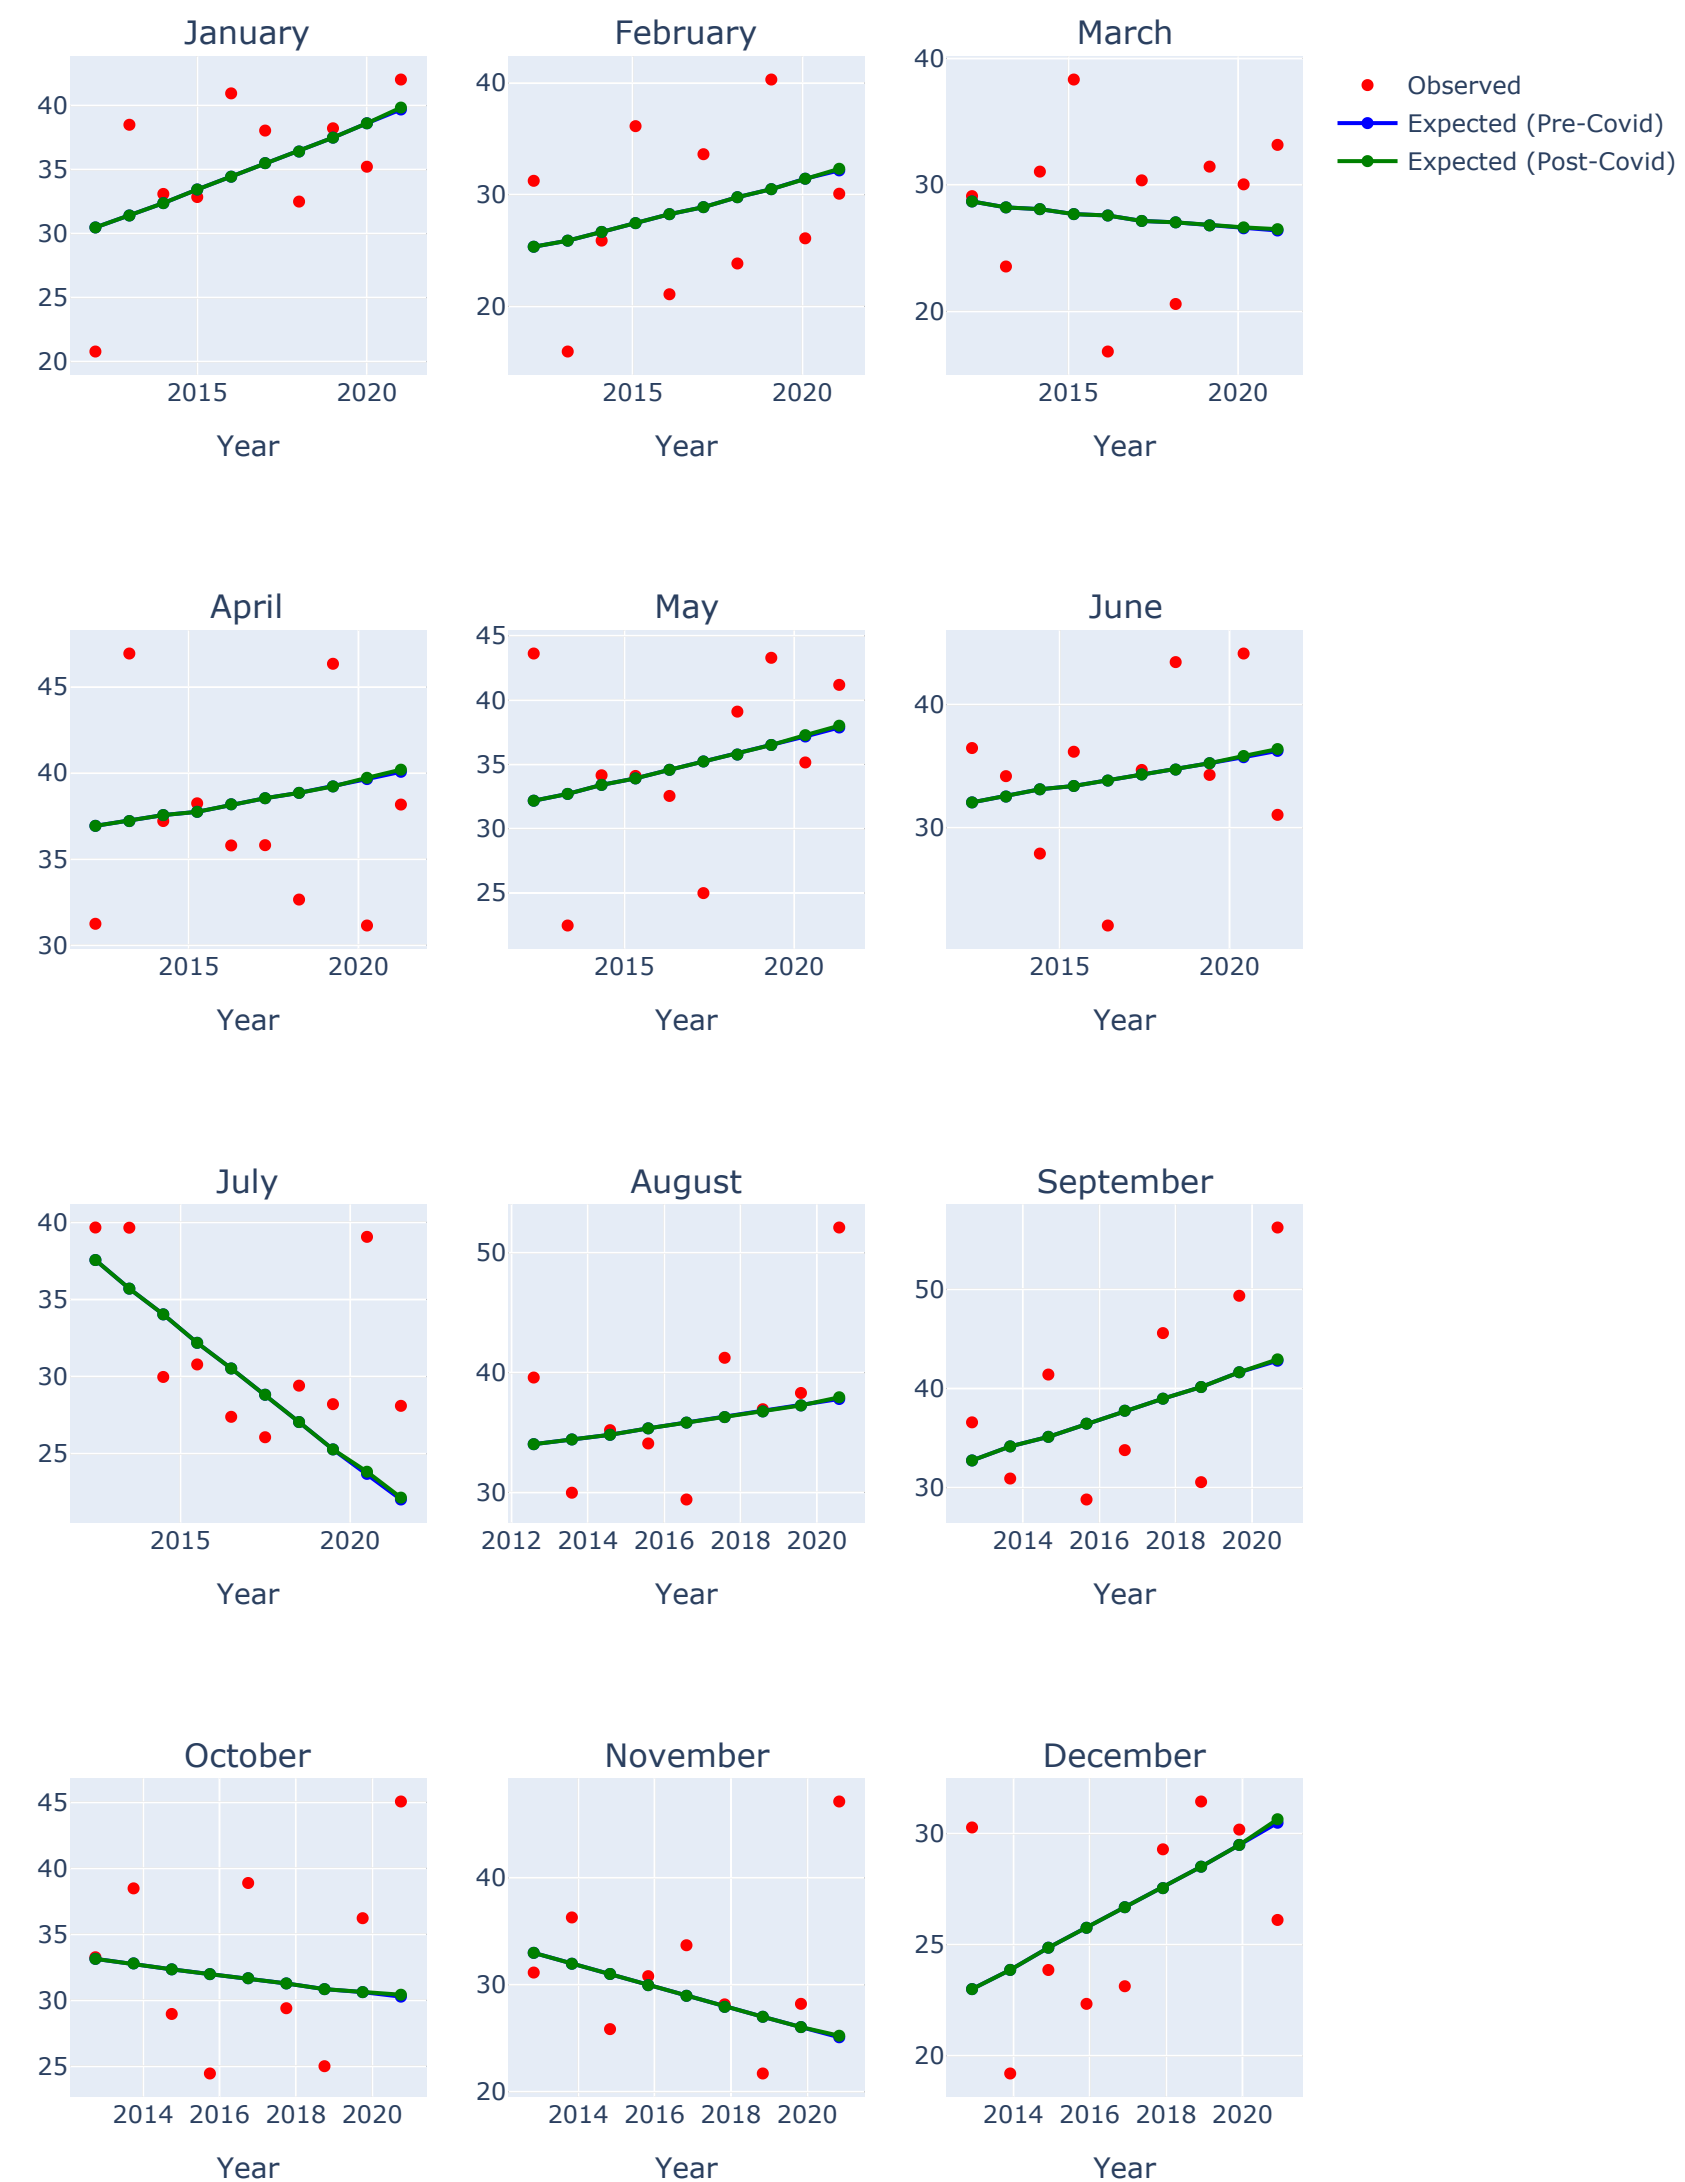 January
February
March
40
35
30
25
20
2015
2020
Year
40
30
20
2015
2020
Year
40
30
20
2015
2020
Year
Observed
Expected (Pre-Covid)
Expected (Post-Covid)
April
May
June
45
40
35
30
2015
2020
Year
45
40
35
30
25
2015
2020
Year
40
30
2015
2020
Year
July
August
September
40
35
30
25
2015
2020
Year
50
40
30
2012
2014
2016
2018
2020
Year
50
40
30
2014
2016
2018
2020
Year
October
November
December
45
40
35
30
25
2014
2016
2018
2020
Year
40
30
20
2014
2016
2018
2020
Year
30
25
20
2014
2016
2018
2020
Year